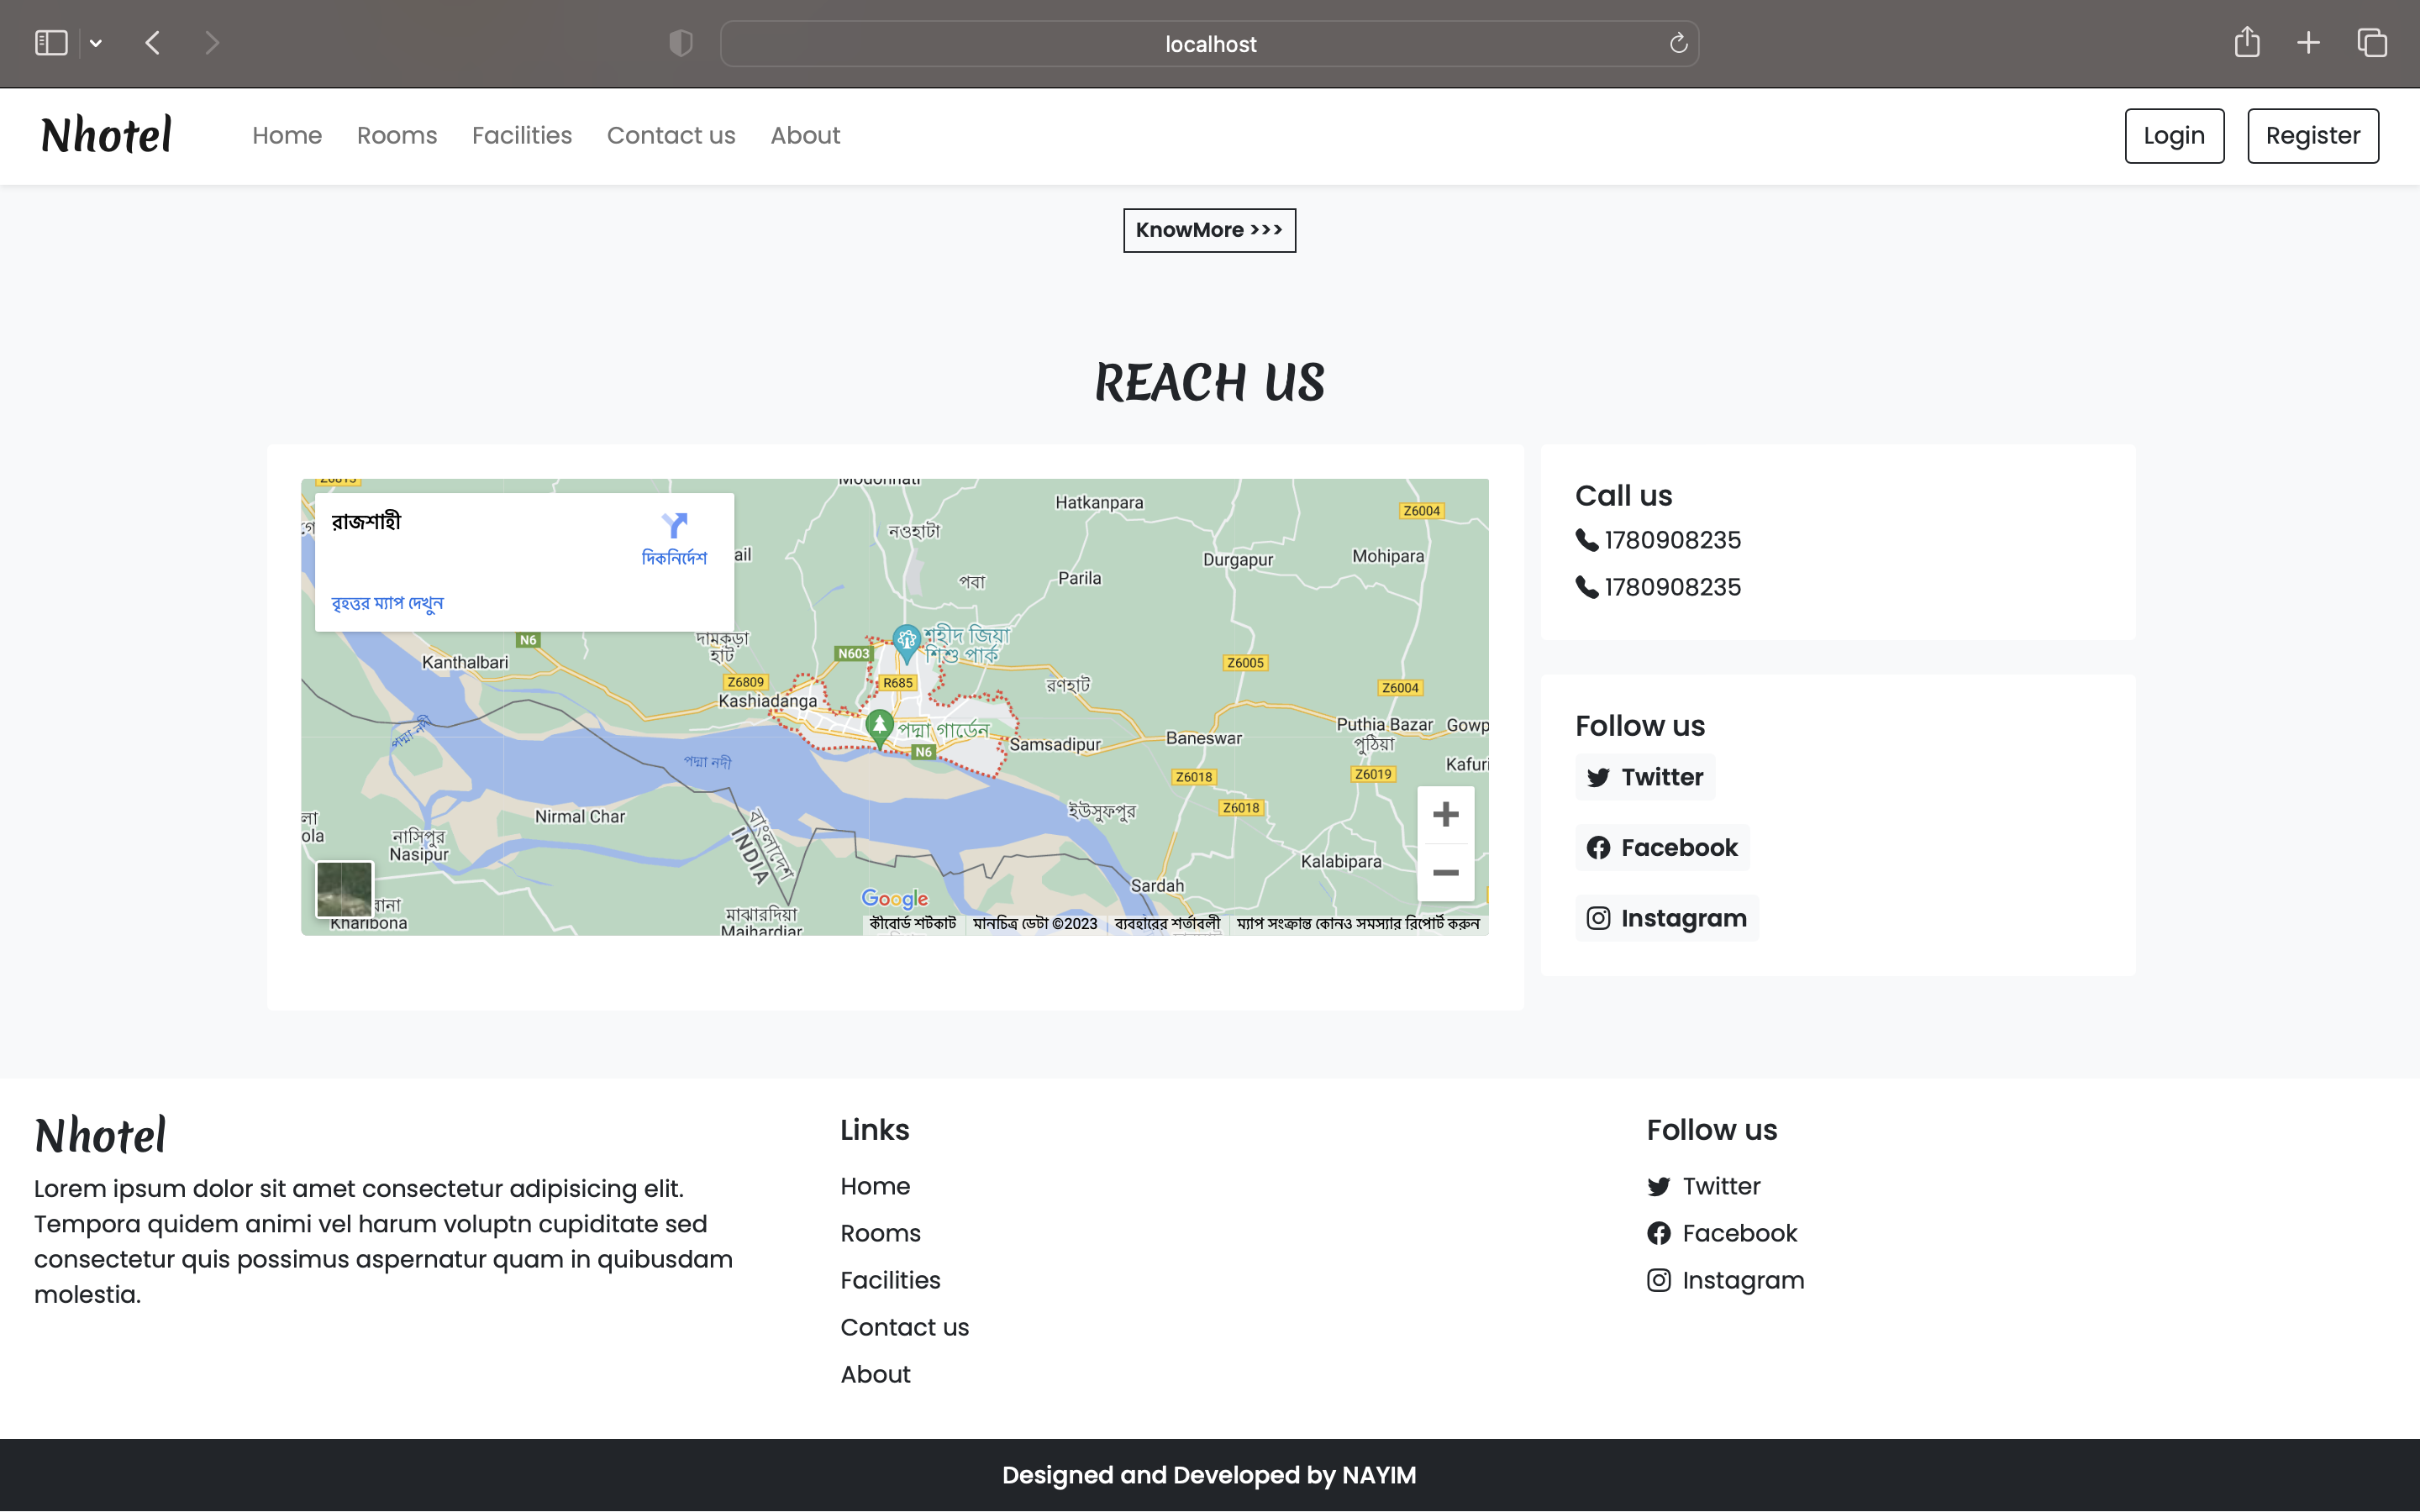 localhost
Nhotel
Home Rooms Facilities Contact us About
Login Register
KnowMore >>>
REACH US
রাজশাহী
দিকনির্দেশ
বৃহত্তর ম্যাপ দেখুন
Hatkanpara
Z6004
নওহাটা
ail
Durgapur
Mohipara
পবা
Parila
N6
দামকুড়া
হাট
N603
শহীদ জিয়া
শিশু পার্ক
Kanthalbari
Z6005
Z6809
R685
রণহাট
Z6004
Kashiadanga
পদ্মা গার্ডেন
Puthia Bazar
পুঠিয়া
Gowp
N6
Samsadipur
Baneswar
পদ্মা নদী
পদ্মা নদী
Kafuri
Z6018
Z6019
Z6018
ইউসুফপুর
Nirmal Char
বাংলাদেশ
INDIA
লা
ola
নাসিপুর
Nasipur
Kalabipara
Sardah
Kharibona
মাঝারদিয়া
Majhardiar
Google
কীবোর্ড শর্টকাট
মানচিত্র ডেটা ©2023
ব্যবহারের শর্তাবলী
ম্যাপ সংক্রান্ত কোনও সমস্যার রিপোর্ট করুন
Call us
1780908235
1780908235
Follow us
Twitter
Facebook
Instagram
Nhotel
Lorem ipsum dolor sit amet consectetur adipisicing elit.
Tempora quidem animi vel harum voluptn cupiditate sed
consectetur quis possimus aspernatur quam in quibusdam
molestia.
Links
Home
Rooms
Facilities
Contact us
About
Follow us
Twitter
Facebook
Instagram
Designed and Developed by NAYIM